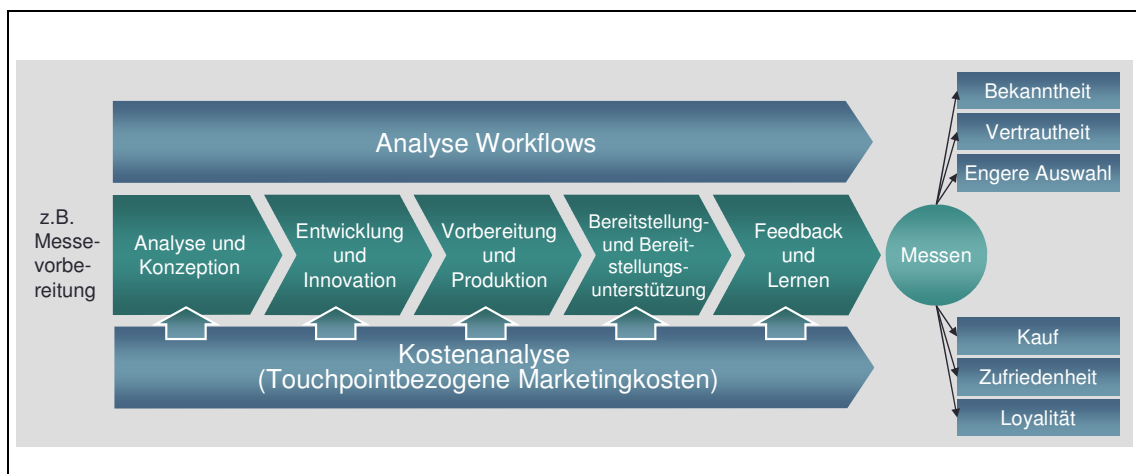 Analyse Workflows
z.B.
Messe-
vorbe-
reitung
Analyse und
Konzeption
Entwicklung
und
Innovation
Vorbereitung
und
Produktion
Bereitstellung-
und Bereit-
stellungs-
unterstützung
Feedback
und
Lernen
Kostenanalyse
(Touchpointbezogene Marketingkosten)
Messen
Bekanntheit
Vertrautheit
Engere Auswahl
Kauf
Zufriedenheit
Loyalität